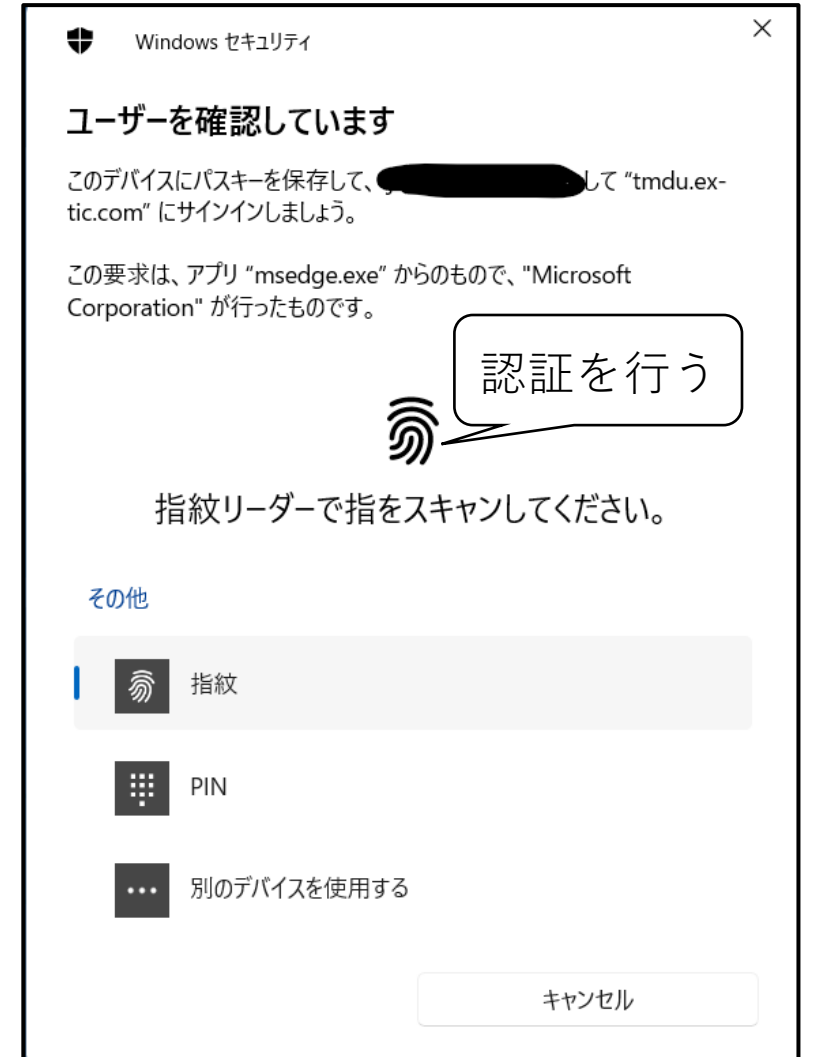 Windows セキュリティ
ユーザーを確認しています
このデバイスにパスキーを保存して、して “tmdu.ex-
tic.com” にサインインしましょう。
この要求は、アプリ “msedge.exe” からのもので、"Microsoft
Corporation" が行ったものです。
認証を行う
指紋リーダーで指をスキャンしてください。
その他
指紋
PIN
別のデバイスを使用する
キャンセル